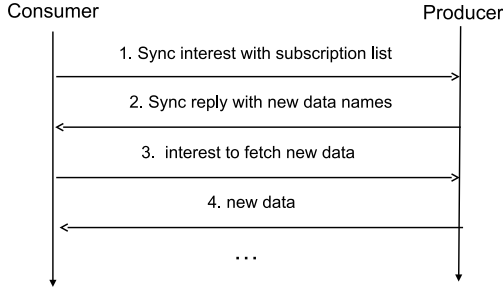 Consumer Producer
1. Sync interest with subscription list
2. Sync reply with new data names
3. interest to fetch new data
4. new data
...